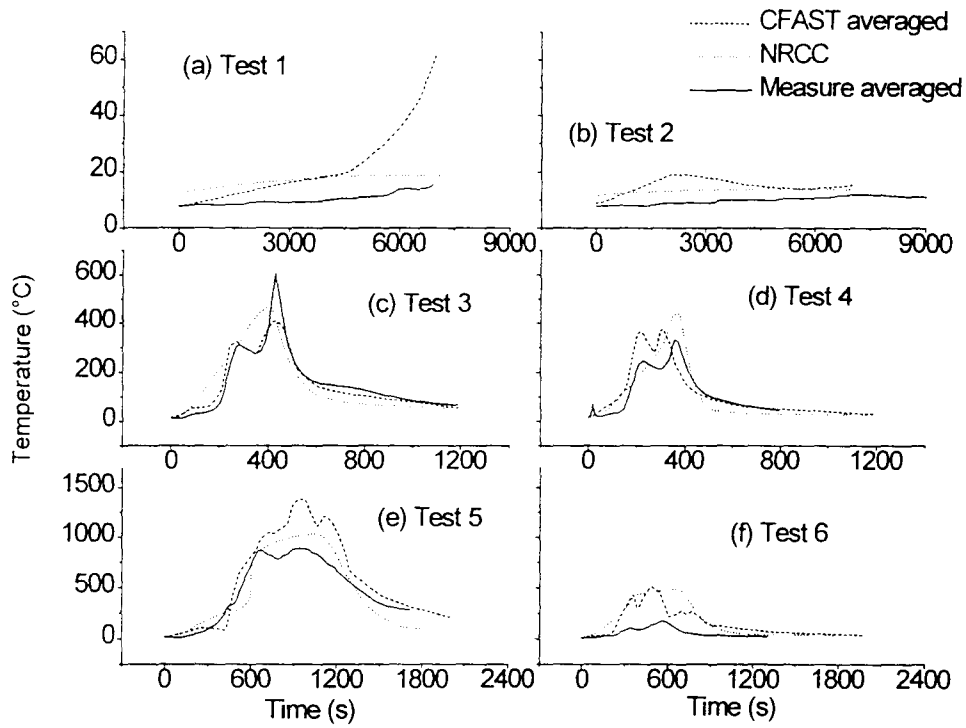 CFAST averaged
NRCC
Measure averaged
60
40
20
0
(a) Test 1
0 3000 6000 9000
(b) Test 2
0 3000 6000 9000
Temperature (°C)
600
400
200
0
(c) Test 3
0 400 800 1200
(d) Test 4
0 400 800 1200
1500
1000
500
0
(e) Test 5
0 600 1200 1800 2400
Time (s)
(f) Test 6
0 600 1200 1800 2400
Time (s)